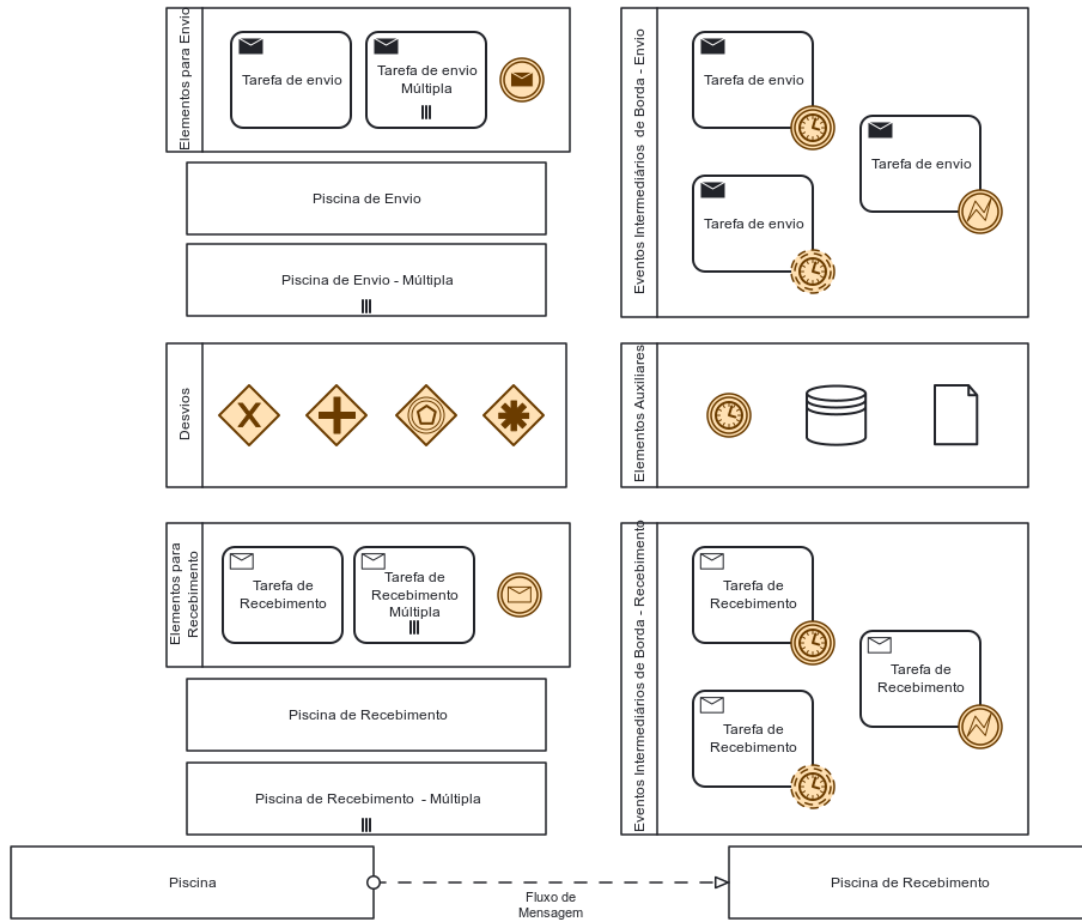 Elementos para Envio
Tarefa de envio
Tarefa de envio
Múltipla
Piscina de Envio
Piscina de Envio - Múltipla
Eventos Intermediários de Borda - Envio
Tarefa de envio
Tarefa de envio
Tarefa de envio
Desvios
X
Elementos Auxiliares
Elementos para
Recebimento
Tarefa de
Recebimento
Tarefa de
Recebimento
Múltipla
Piscina de Recebimento
Piscina de Recebimento - Múltipla
Eventos Intermediários de Borda - Recebimento
Tarefa de
Recebimento
Tarefa de
Recebimento
Tarefa de
Recebimento
Piscina
Fluxo de
Mensagem
Piscina de Recebimento